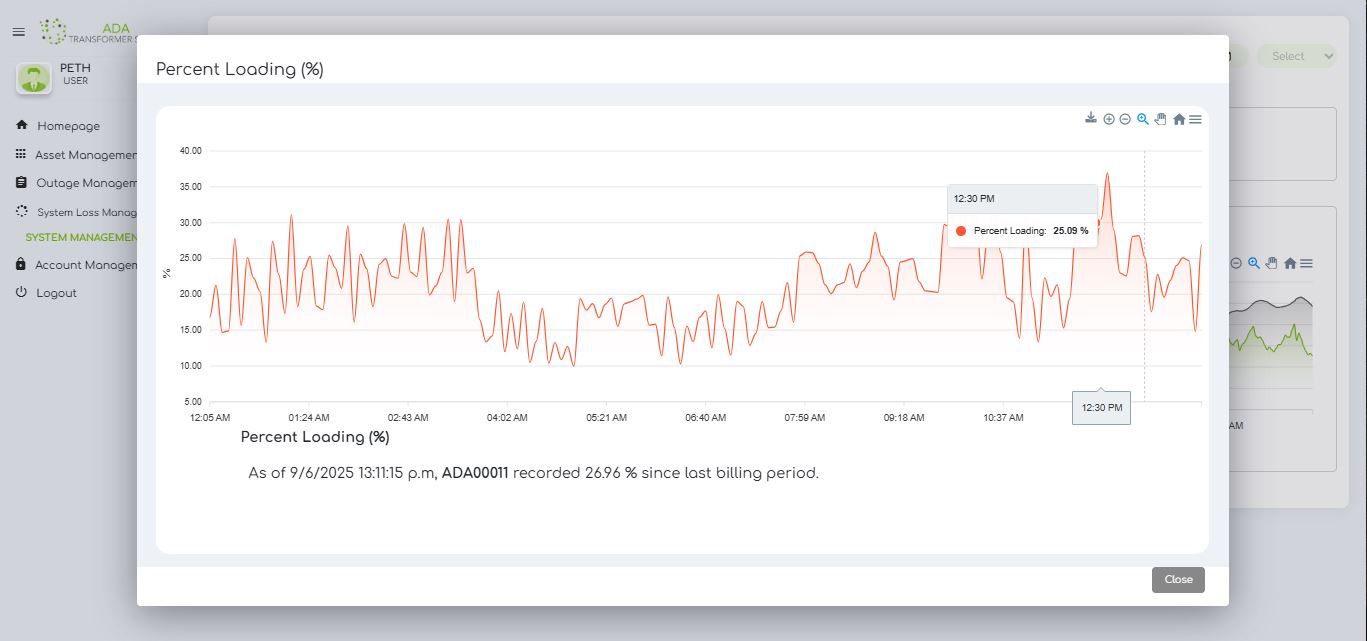 ADA
TRANSFORMER S
PETH
USER
Homepage
Asset Managemen
Outage Managem
System Loss Manag
SYSTEM MANAGEMEN
Account Managen
Logout
Select
Percent Loading (%)
40.00
35.00
30.00
25.00
20.00
15.00
10.00
5.00
%
12:30 PM
Percent Loading: 25.09 %
12:05 AM 01:24 AM 02:43 AM 04:02 AM 05:21 AM 06:40 AM 07:59 AM 09:18 AM 10:37 AM 12:30 PM
Percent Loading (%)
As of 9/6/2025 13:11:15 p.m, ADA00011 recorded 26.96 % since last billing period.
AM
Close